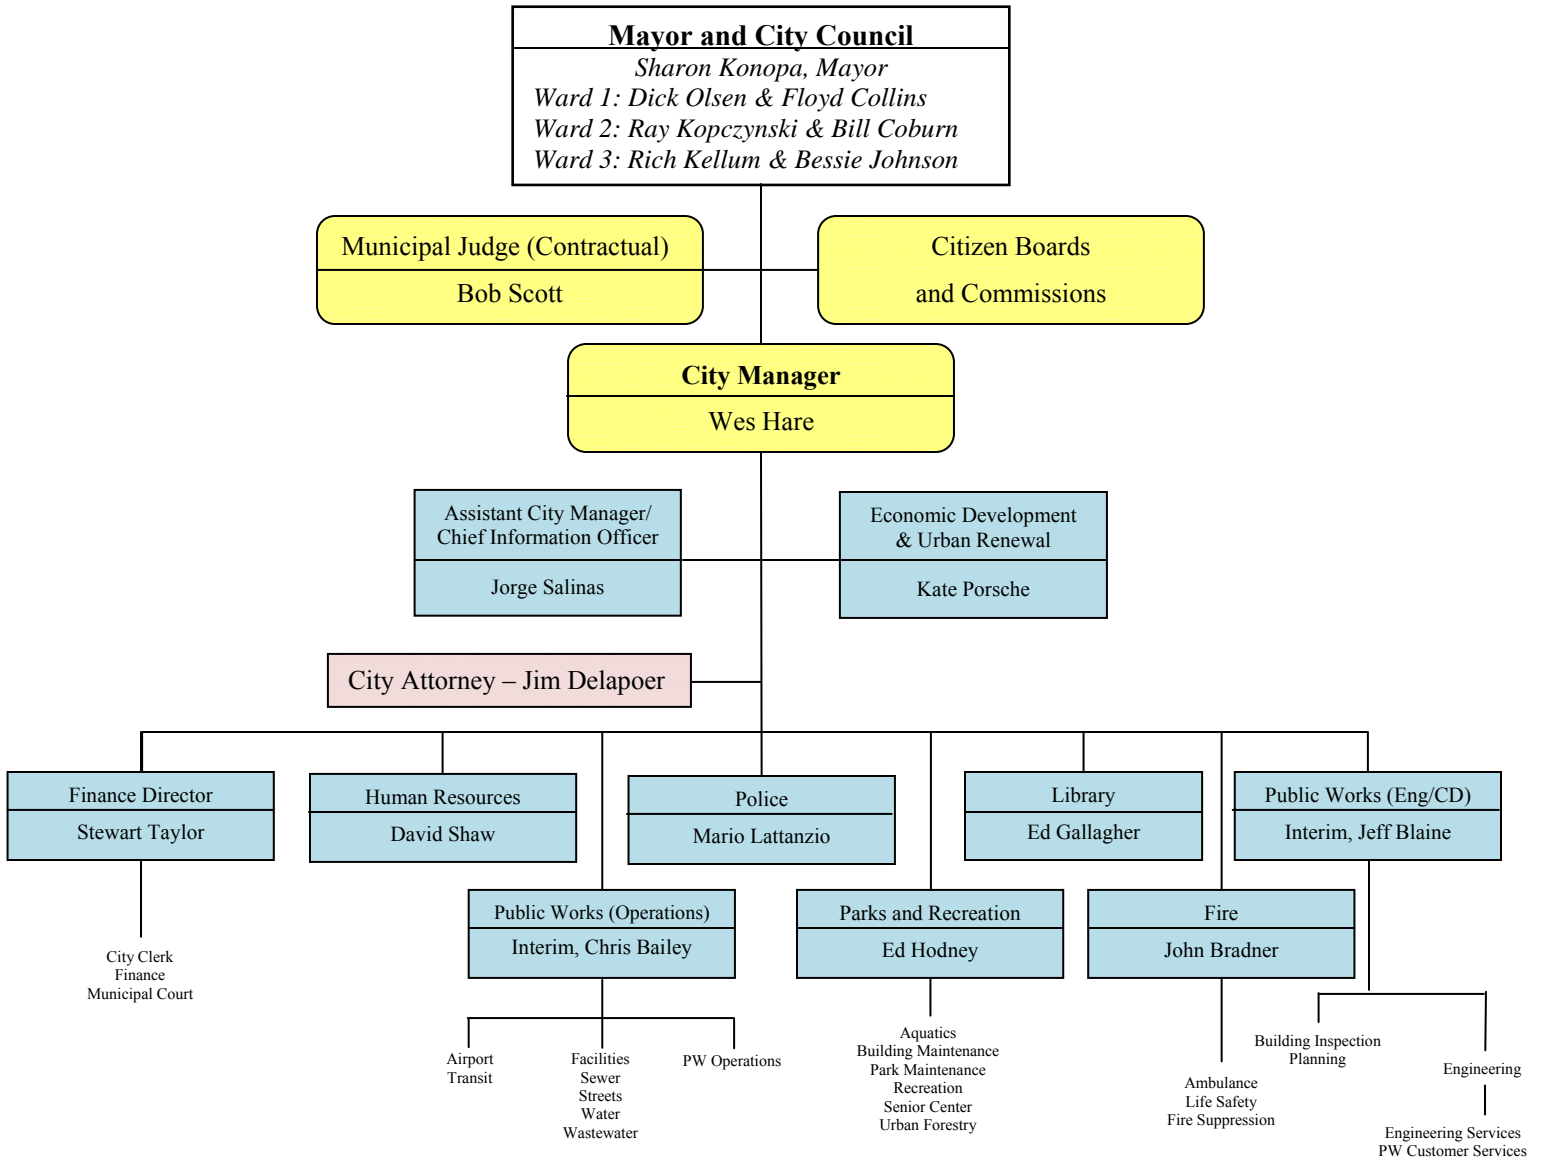 Mayor and City Council
Sharon Konopa, Mayor
Ward 1: Dick Olsen & Floyd Collins
Ward 2: Ray Kopczynski & Bill Coburn
Ward 3: Rich Kellum & Bessie Johnson
Municipal Judge (Contractual)
Bob Scott
Citizen Boards
and Commissions
City Manager
Wes Hare
Assistant City Manager/
Chief Information Officer
Jorge Salinas
Economic Development
& Urban Renewal
Kate Porsche
City Attorney – Jim Delapoer
Finance Director
Stewart Taylor
City Clerk
Finance
Municipal Court
Human Resources
David Shaw
Public Works (Operations)
Interim, Chris Bailey
Airport
Transit
Facilities
Sewer
Streets
Water
Wastewater
PW Operations
Police
Mario Lattanzio
Parks and Recreation
Ed Hodney
Aquatics
Building Maintenance
Park Maintenance
Recreation
Senior Center
Urban Forestry
Library
Ed Gallagher
Fire
John Bradner
Ambulance
Life Safety
Fire Suppression
Public Works (Eng/CD)
Interim, Jeff Blaine
Building Inspection
Planning
Engineering
Engineering Services
PW Customer Services